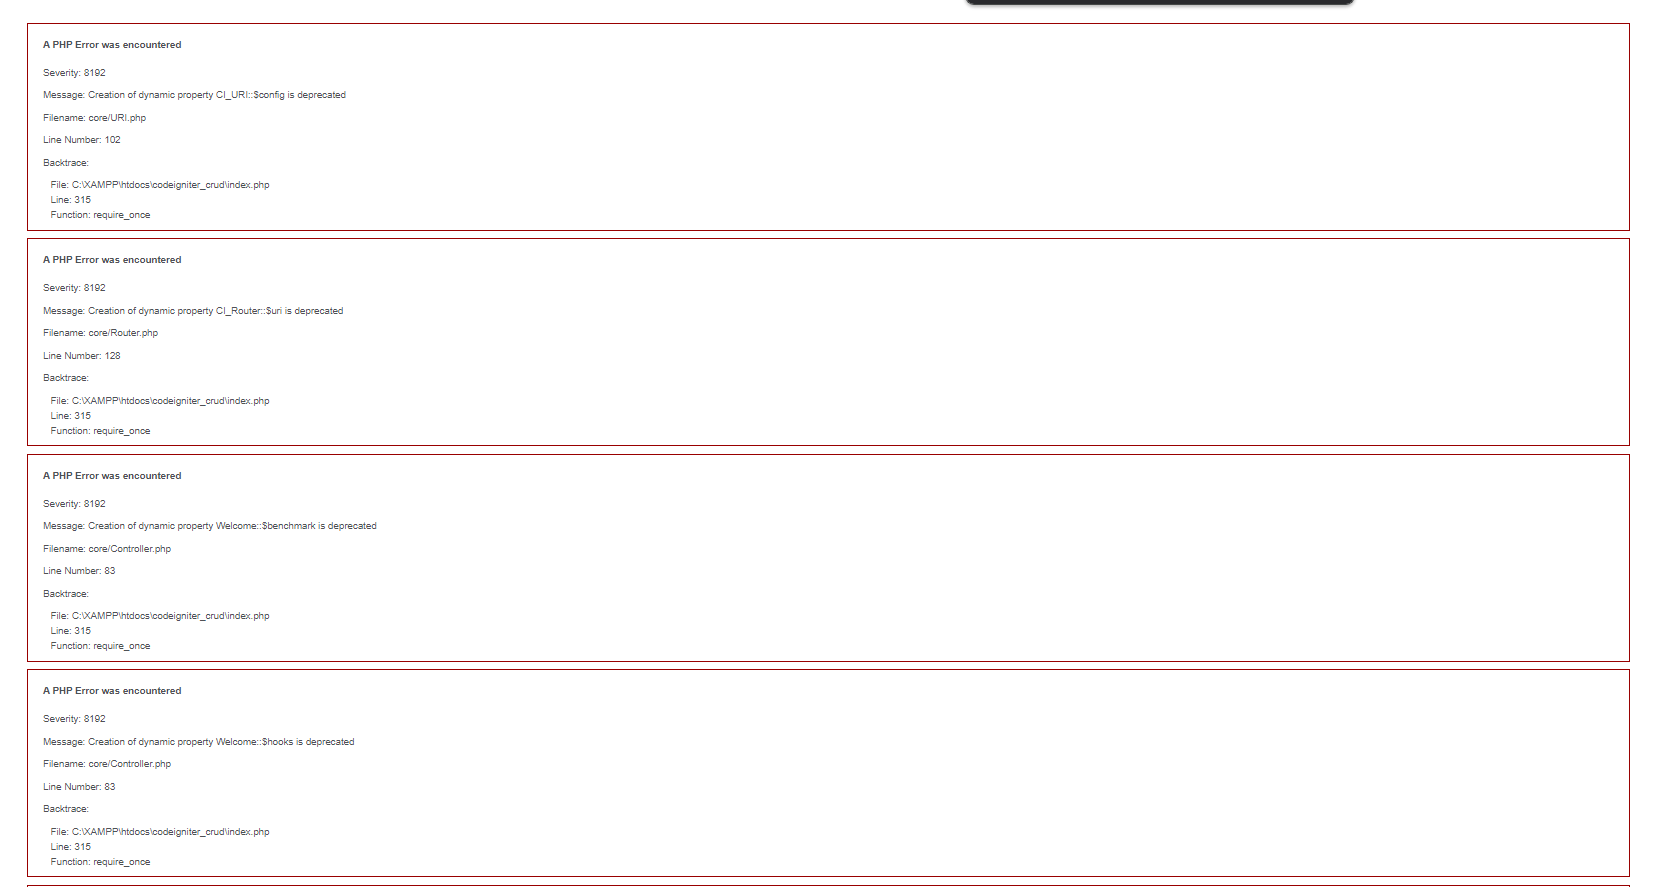 A PHP Error was encountered
Severity: 8192
Message: Creation of dynamic property CI_URI::$config is deprecated
Filename: core/URI.php
Line Number: 102
Backtrace:
File: C:\XAMPP\htdocs\codeigniter_crud\index.php
Line: 315
Function: require_once
A PHP Error was encountered
Severity: 8192
Message: Creation of dynamic property CI_Router::$uri is deprecated
Filename: core/Router.php
Line Number: 128
Backtrace:
File: C:\XAMPP\htdocs\codeigniter_crud\index.php
Line: 315
Function: require_once
A PHP Error was encountered
Severity: 8192
Message: Creation of dynamic property Welcome::$benchmark is deprecated
Filename: core/Controller.php
Line Number: 83
Backtrace:
File: C:\XAMPP\htdocs\codeigniter_crud\index.php
Line: 315
Function: require_once
A PHP Error was encountered
Severity: 8192
Message: Creation of dynamic property Welcome::$hooks is deprecated
Filename: core/Controller.php
Line Number: 83
Backtrace:
File: C:\XAMPP\htdocs\codeigniter_crud\index.php
Line: 315
Function: require_once